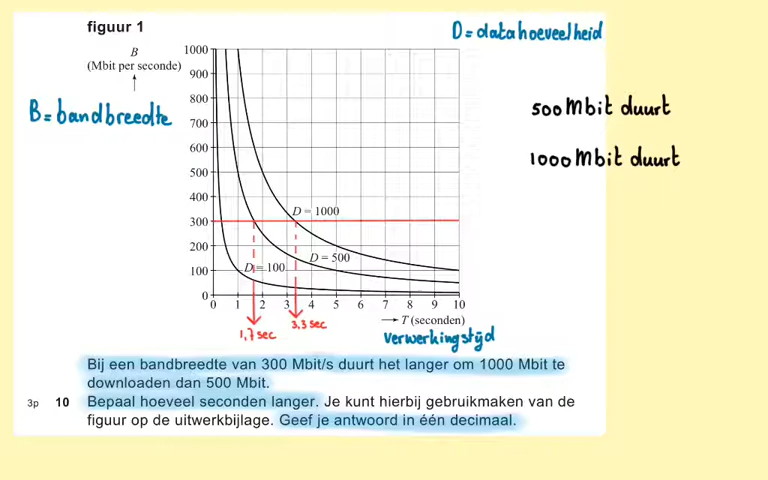 figuur 1
D = datahoeveelheid
B
(Mbit per seconde)
B = bandbreedte
1000
900
800
700
600
500
400
300
200
100
0
D = 1000
D = 500
D = 100
0 1 2 3 4 5 6 7 8 9 10
T (seconden)
1,7 sec
3,3 sec
verwerkingstijd
500 Mbit duurt
1000 Mbit duurt
Bij een bandbreedte van 300 Mbit/s duurt het langer om 1000 Mbit te
downloaden dan 500 Mbit.
3p 10 Bepaal hoeveel seconden langer. Je kunt hierbij gebruikmaken van de
figuur op de uitwerkbijlage. Geef je antwoord in één decimaal.